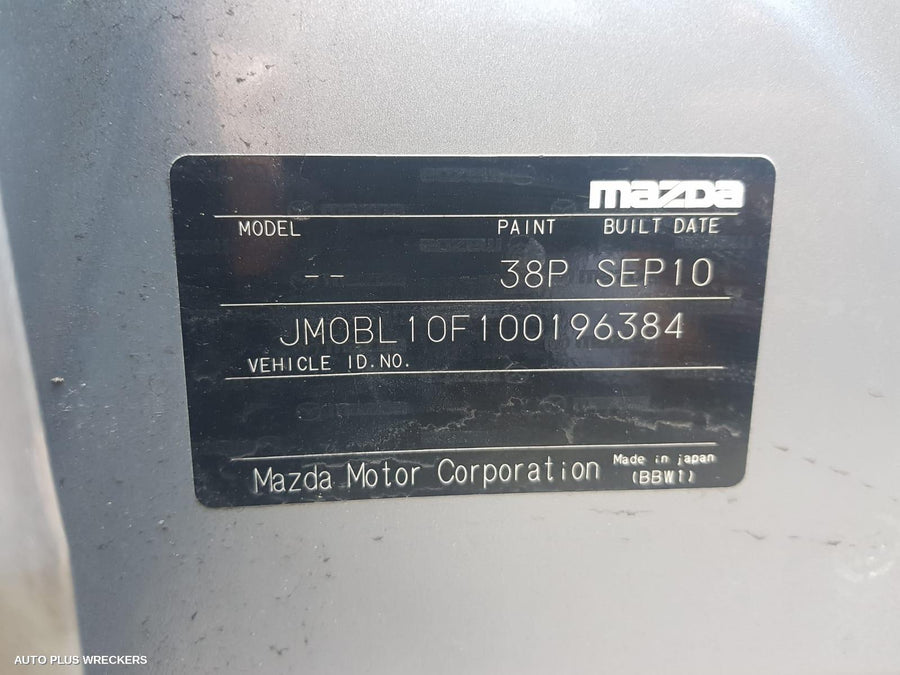 mazda
MODEL PAINT BUILT DATE
-- 38P SEP10
JM0BL10F100196384
VEHICLE ID.NO.
Mazda Motor Corporation Made in japan
(BBW1)
AUTO PLUS WRECKERS